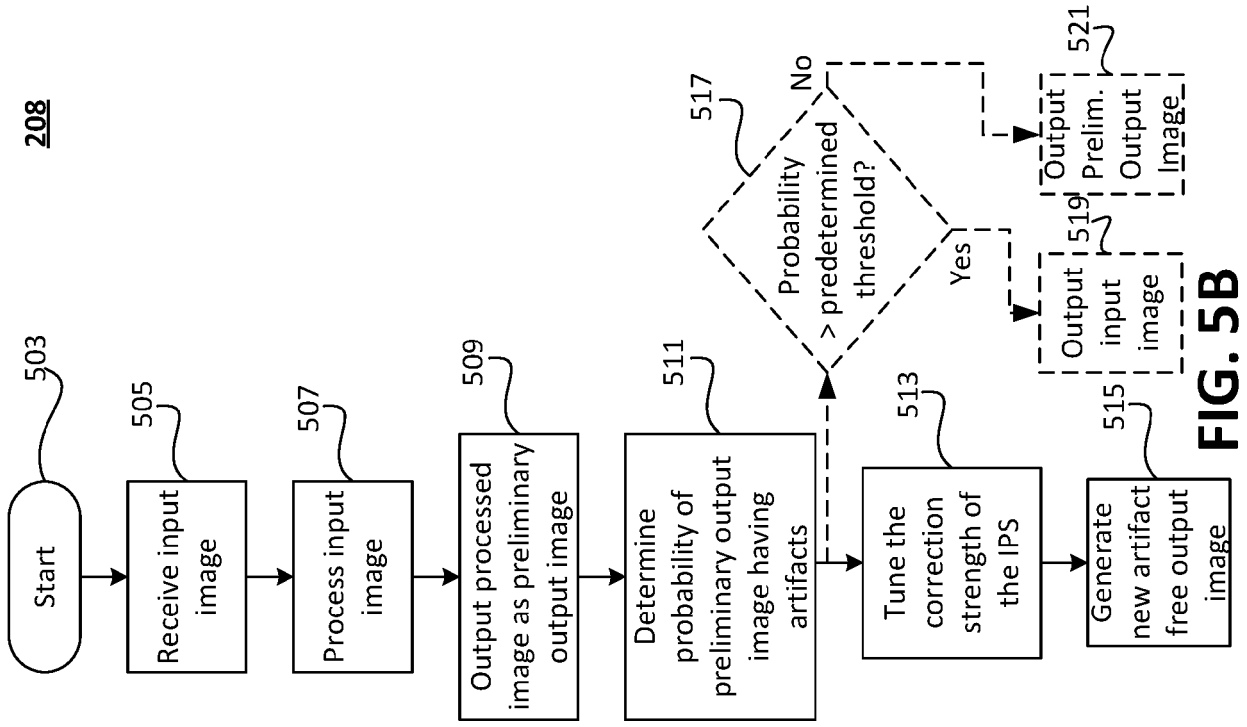 208
Start
503
Receive input
image
505
Process input
image
507
Output processed
image as preliminary
output image
509
Determine
probability of
preliminary output
image having
artifacts
511
Tune the
correction
strength of
the IPS
513
Generate
new artifact
free output
image
515
Probability
> predetermined
threshold?
517
Yes
No
Output
input
image
519
Output
Prelim.
Output
Image
521
FIG. 5B